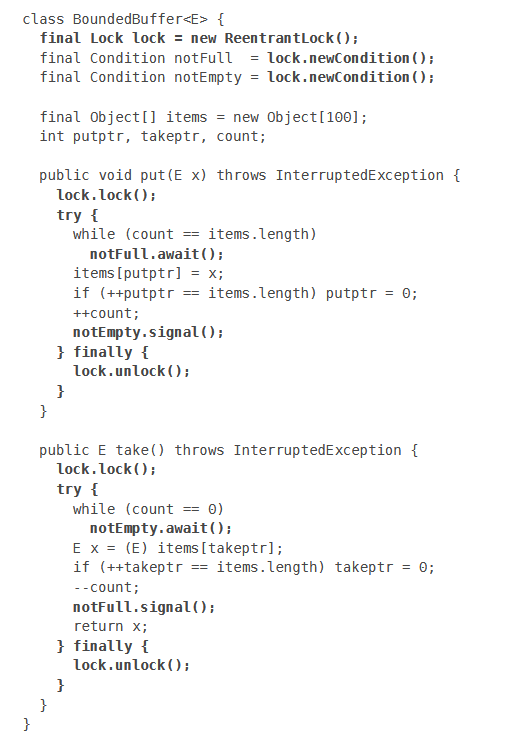 class BoundedBuffer<E> {
  final Lock lock = new ReentrantLock();
  final Condition notFull  = lock.newCondition();
  final Condition notEmpty = lock.newCondition();

  final Object[] items = new Object[100];
  int putptr, takeptr, count;

  public void put(E x) throws InterruptedException {
    lock.lock();
    try {
      while (count == items.length)
        notFull.await();
      items[putptr] = x;
      if (++putptr == items.length) putptr = 0;
      ++count;
      notEmpty.signal();
    } finally {
      lock.unlock();
    }
  }

  public E take() throws InterruptedException {
    lock.lock();
    try {
      while (count == 0)
        notEmpty.await();
      E x = (E) items[takeptr];
      if (++takeptr == items.length) takeptr = 0;
      --count;
      notFull.signal();
      return x;
    } finally {
      lock.unlock();
    }
  }
}